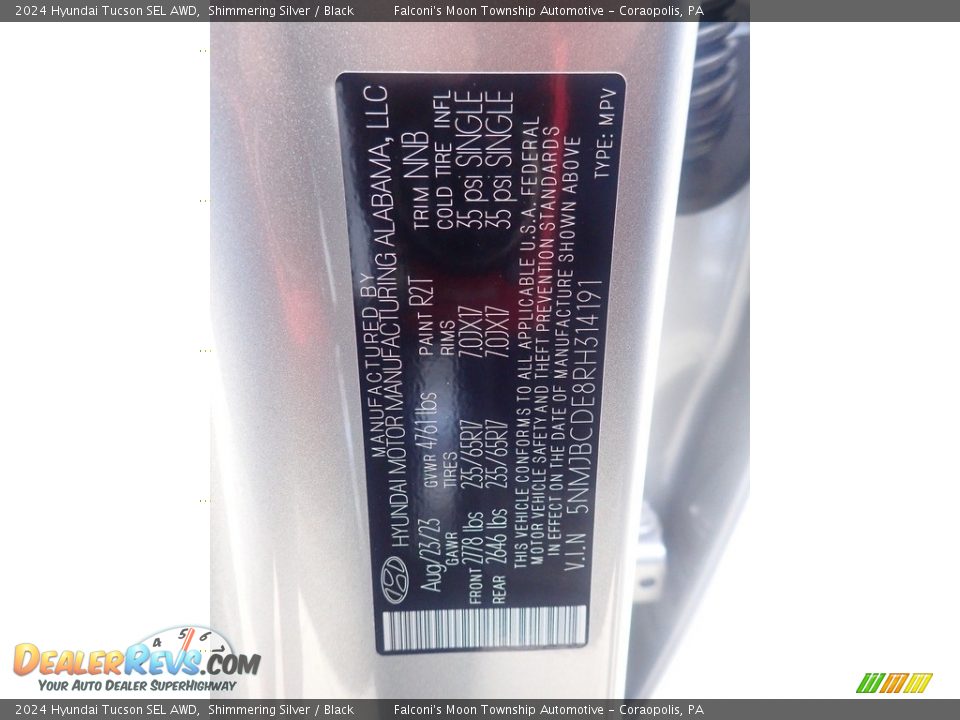 2024 Hyundai Tucson SEL AWD, Shimmering Silver / Black Falconi's Moon Township Automotive - Coraopolis, PA
MANUFACTURED BY
HYUNDAI MOTOR MANUFACTURING ALABAMA, LLC
Aug/23/23 GVWR 4761 lbs PAINT R2T TRIM NNB
GAWR TIRES RIMS COLD TIRE INFL
FRONT 2778 lbs 235/65R17 7.0JX17 35 psi SINGLE
REAR 2646 lbs 235/65R17 7.0JX17 35 psi SINGLE
THIS VEHICLE CONFORMS TO ALL APPLICABLE U.S.A. FEDERAL
MOTOR VEHICLE SAFETY AND THEFT PREVENTION STANDARDS
IN EFFECT ON THE DATE OF MANUFACTURE SHOWN ABOVE
V.I.N 5NMJBCDE8RH314191
TYPE: MPV
4 5 6 7
DEALERREVS.COM
YOUR AUTO DEALER SUPERHIGHWAY
2024 Hyundai Tucson SEL AWD, Shimmering Silver / Black Falconi's Moon Township Automotive - Coraopolis, PA